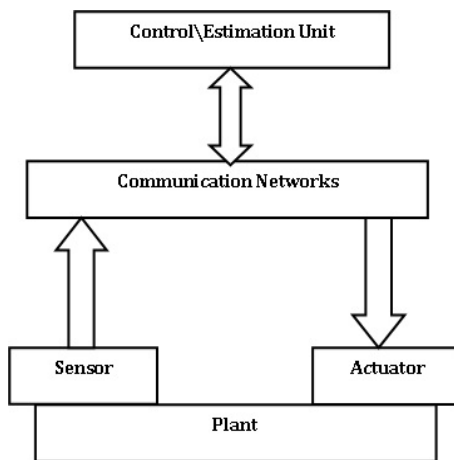 Control\Estimation Unit
Communication Networks
Sensor
Actuator
Plant